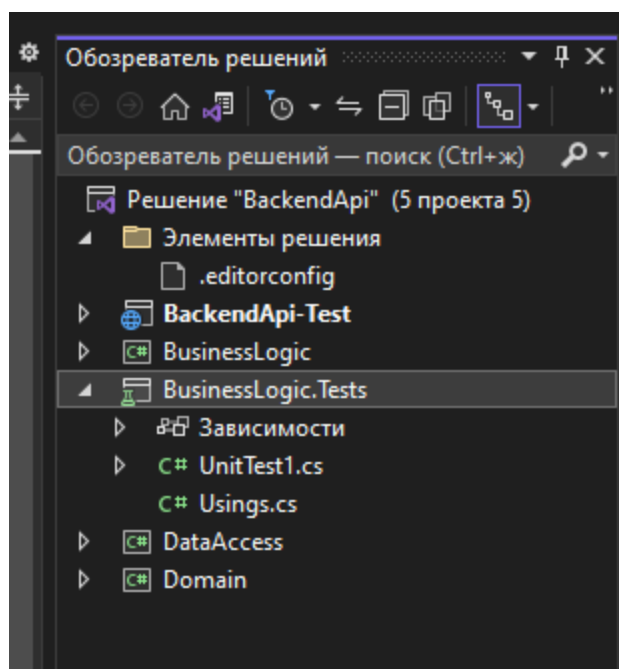 Обозреватель решений
Обозреватель решений — поиск (Ctrl+ж)
Решение "BackendApi" (5 проекта 5)
Элементы решения
.editorconfig
BackendApi-Test
C# BusinessLogic
BusinessLogic.Tests
Зависимости
C# UnitTest1.cs
C# Usings.cs
C# DataAccess
C# Domain